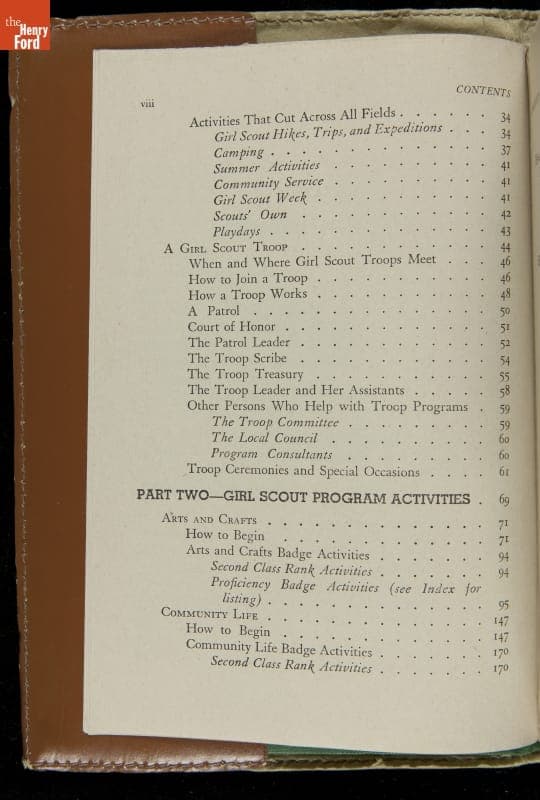 the
Henry
Ford
viii
CONTENTS
Activities That Cut Across All Fields . . . . . . 34
Girl Scout Hikes, Trips, and Expeditions . . . 34
Camping . . . . . . . . . . . . . . 37
Summer Activities . . . . . . . . . . 41
Community Service . . . . . . . . . . 41
Girl Scout Week . . . . . . . . . . . 41
Scouts' Own . . . . . . . . . . . . 42
Playdays . . . . . . . . . . . . . . 43
A GIRL SCOUT TROOP . . . . . . . . . . . . 44
When and Where Girl Scout Troops Meet . . . 46
How to Join a Troop . . . . . . . . . . . 46
How a Troop Works . . . . . . . . . . . 48
A Patrol . . . . . . . . . . . . . . . 50
Court of Honor . . . . . . . . . . . . . 51
The Patrol Leader . . . . . . . . . . . . 52
The Troop Scribe . . . . . . . . . . . . 54
The Troop Treasury . . . . . . . . . . . 55
The Troop Leader and Her Assistants . . . . . 58
Other Persons Who Help with Troop Programs . 59
The Troop Committee . . . . . . . . . 59
The Local Council . . . . . . . . . . 60
Program Consultants . . . . . . . . . . 60
Troop Ceremonies and Special Occasions . . . . 61
PART TWO—GIRL SCOUT PROGRAM ACTIVITIES . 69
ARTS AND CRAFTS . . . . . . . . . . . . . . 71
How to Begin . . . . . . . . . . . . . 71
Arts and Crafts Badge Activities . . . . . . . 94
Second Class Rank Activities . . . . . . . 94
Proficiency Badge Activities (see Index for
listing) . . . . . . . . . . . . . . 95
COMMUNITY LIFE . . . . . . . . . . . . . . 147
How to Begin . . . . . . . . . . . . . 147
Community Life Badge Activities . . . . . . . 170
Second Class Rank Activities . . . . . . . 170